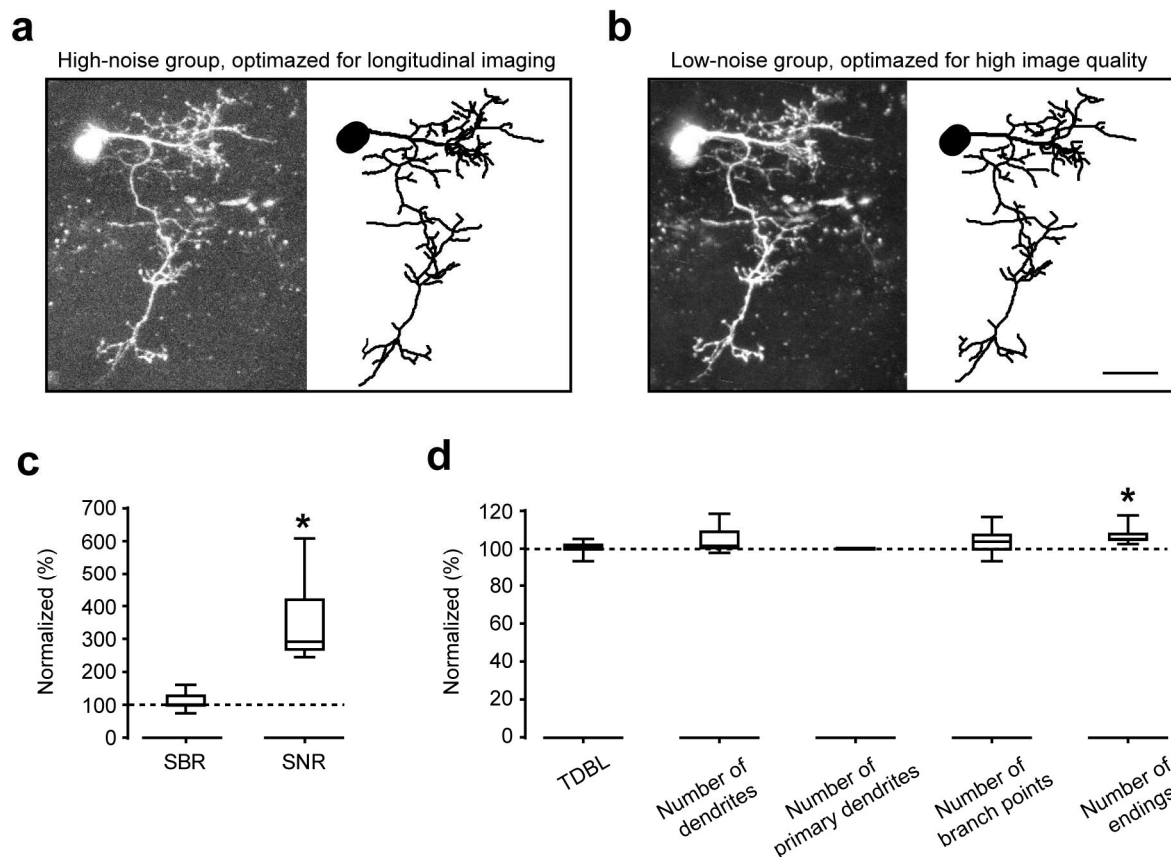 a
High-noise group, optimazed for longitudinal imaging
b
Low-noise group, optimazed for high image quality
c
Normalized (%)
700
600
500
400
300
200
100
0
*
SBR
SNR
d
Normalized (%)
120
100
80
60
40
20
0
*
TDBL
Number of
dendrites
Number of
primary dendrites
Number of
branch points
Number of
endings